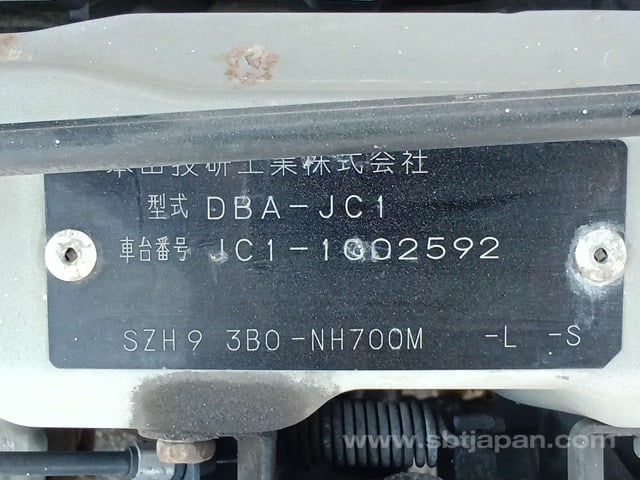 本田技研工業株式会社
型式 DBA-JC1
車台番号 JC1-1002592
SZH9 3B0-NH700M -L -S
www.sbtjapan.com